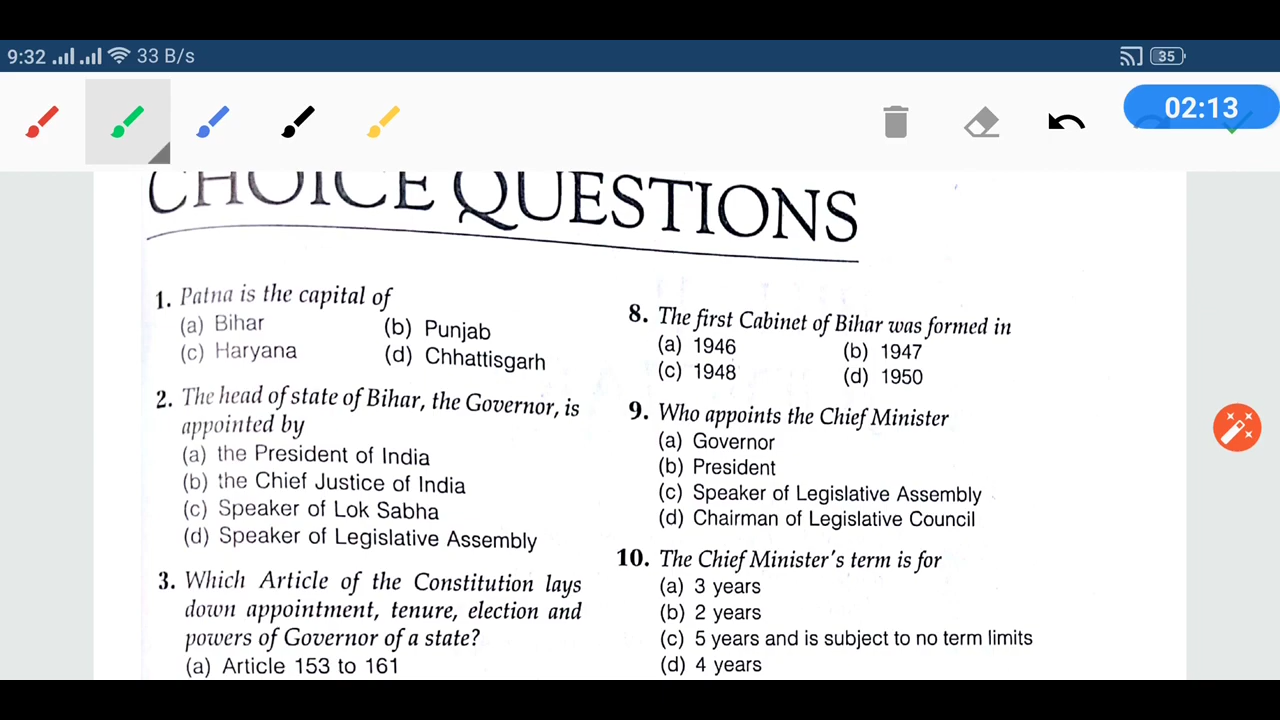 9:32 33 B/s 35
02:13
CHOICE QUESTIONS
1. Patna is the capital of
(a) Bihar (b) Punjab
(c) Haryana (d) Chhattisgarh
2. The head of state of Bihar, the Governor, is
appointed by
(a) the President of India
(b) the Chief Justice of India
(c) Speaker of Lok Sabha
(d) Speaker of Legislative Assembly
3. Which Article of the Constitution lays
down appointment, tenure, election and
powers of Governor of a state?
(a) Article 153 to 161
8. The first Cabinet of Bihar was formed in
(a) 1946 (b) 1947
(c) 1948 (d) 1950
9. Who appoints the Chief Minister
(a) Governor
(b) President
(c) Speaker of Legislative Assembly
(d) Chairman of Legislative Council
10. The Chief Minister's term is for
(a) 3 years
(b) 2 years
(c) 5 years and is subject to no term limits
(d) 4 years